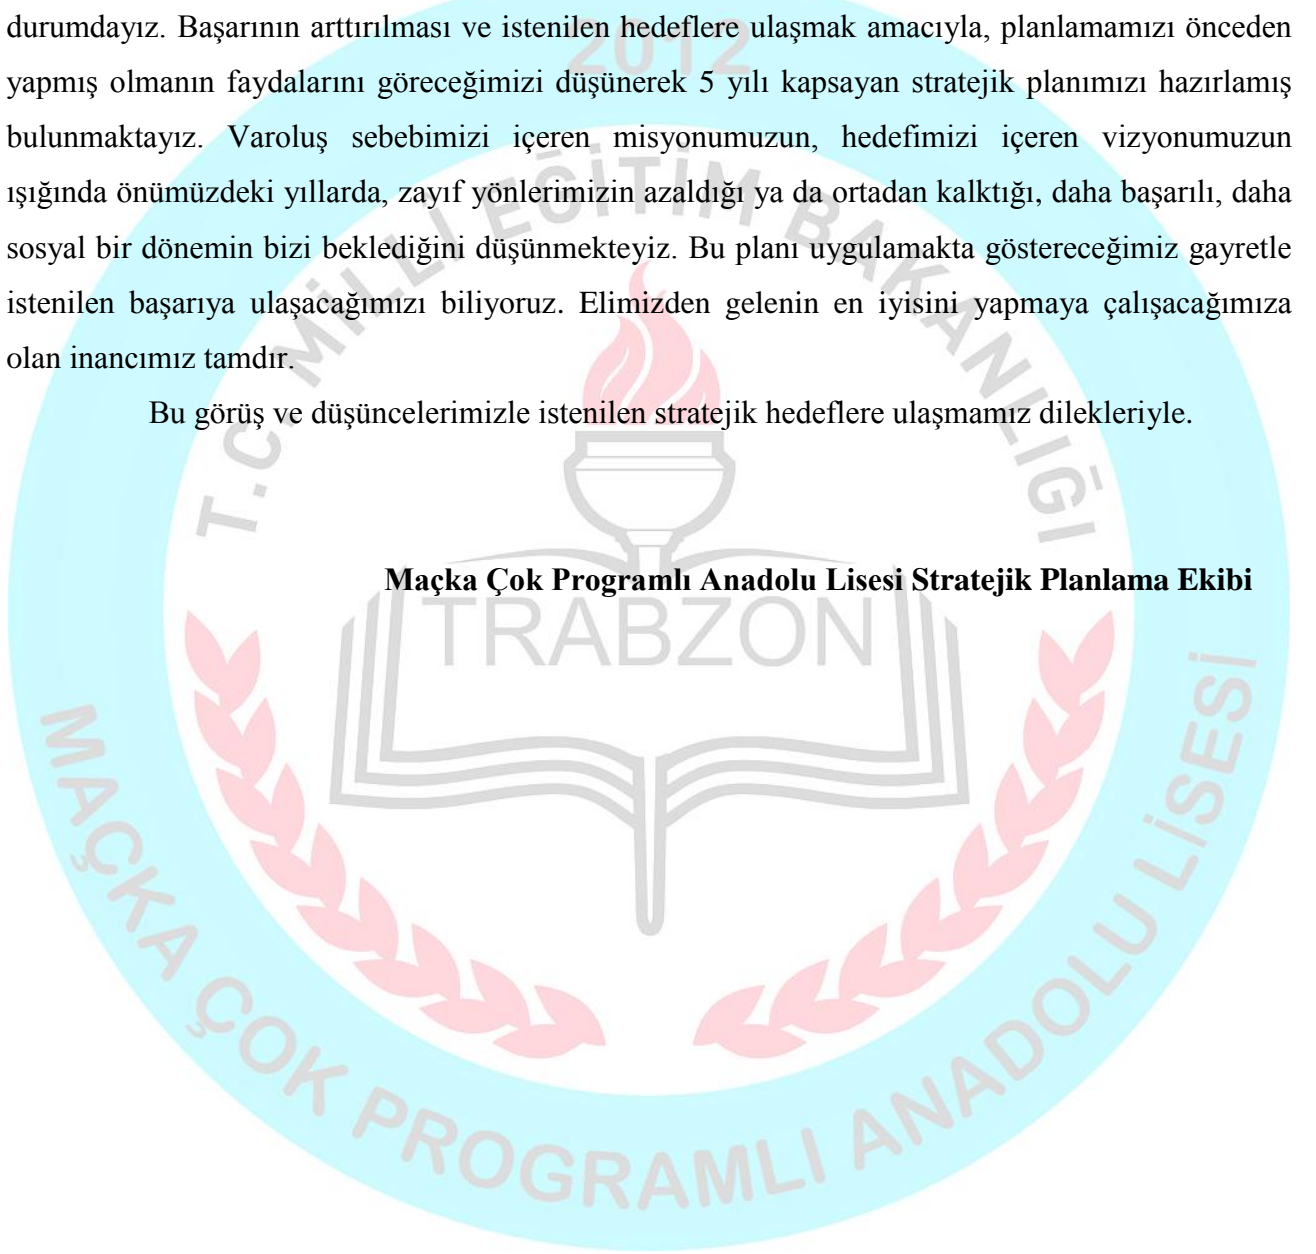 durumdayız. Başarının arttırılması ve istenilen hedeflere ulaşmak amacıyla, planlamamızı önceden
yapmış olmanın faydalarını göreceğimizi düşünerek 5 yılı kapsayan stratejik planımızı hazırlamış
bulunmaktayız. Varoluş sebebimizi içeren misyonumuzun, hedefimizi içeren vizyonumuzun
ışığında önümüzdeki yıllarda, zayıf yönlerimizin azaldığı ya da ortadan kalktığı, daha başarılı, daha
sosyal bir dönemin bizi beklediğini düşünmekteyiz. Bu planı uygulamakta göstereceğimiz gayretle
istenilen başarıya ulaşacağımızı biliyoruz. Elimizden gelenin en iyisini yapmaya çalışacağımıza
olan inancımız tamdır.
Bu görüş ve düşüncelerimizle istenilen stratejik hedeflere ulaşmamız dilekleriyle.
Maçka Çok Programlı Anadolu Lisesi Stratejik Planlama Ekibi
2012
T.C. MİLLİ EĞİTİM BAKANLIĞI
TRABZON
MAÇKA ÇOK PROGRAMLI ANADOLU LİSESİ